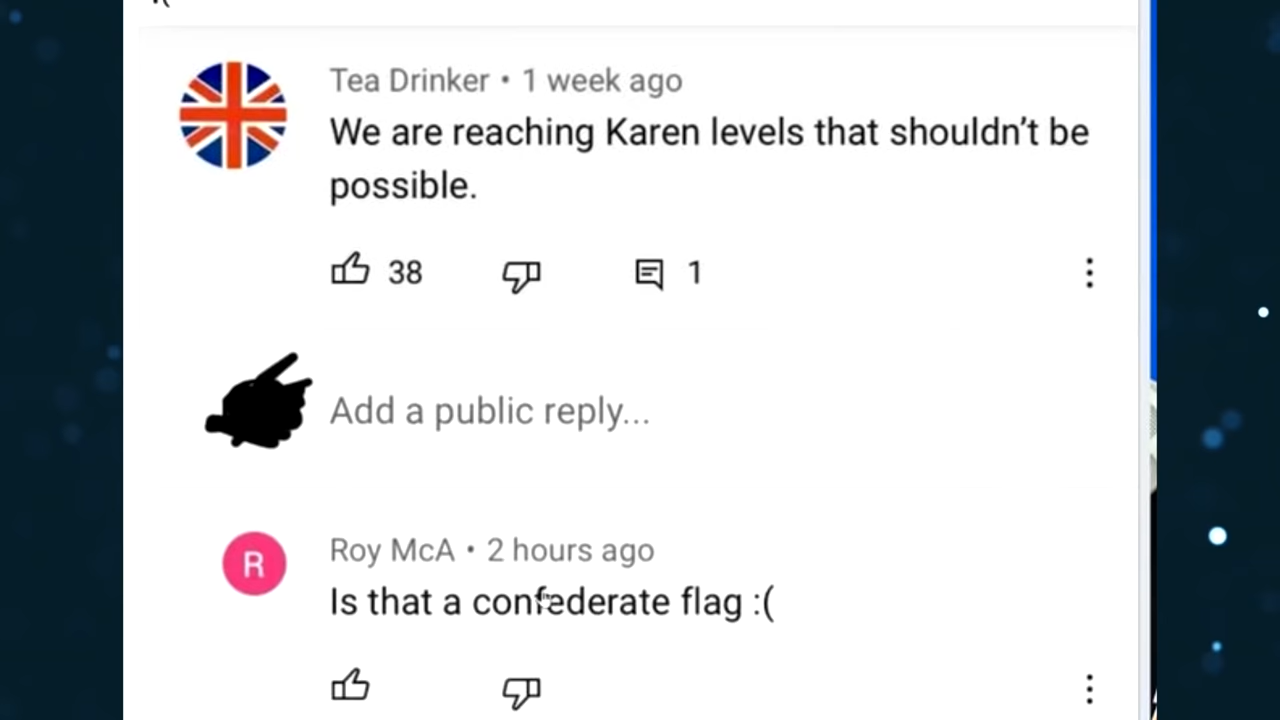 Tea Drinker • 1 week ago
We are reaching Karen levels that shouldn’t be
possible.
38 1
Add a public reply...
R
Roy McA • 2 hours ago
Is that a confederate flag :(